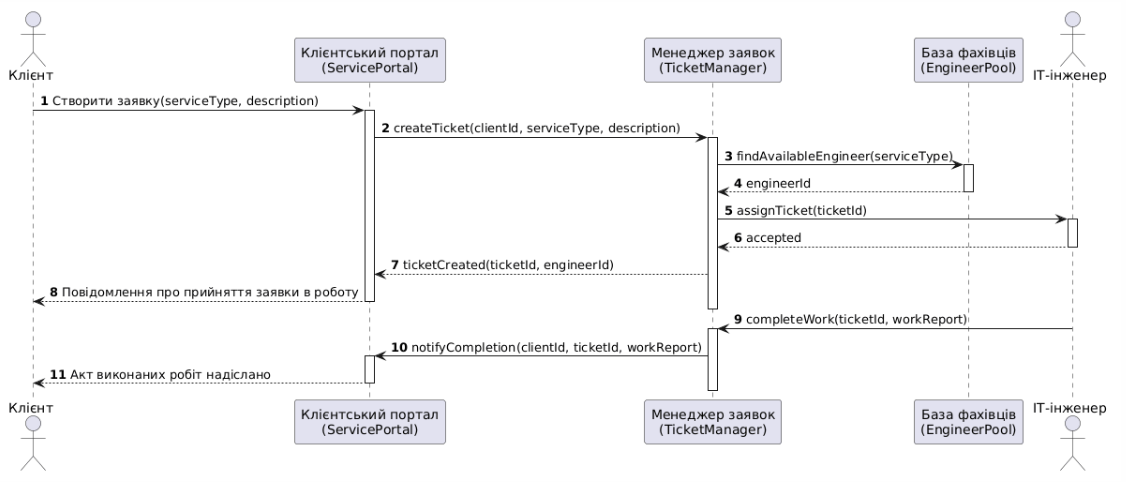 Клієнт
Клієнтський портал
(ServicePortal)
Менеджер заявок
(TicketManager)
База фахівців
(EngineerPool)
ІТ-інженер
1 Створити заявку(serviceType, description)
2 createTicket(clientId, serviceType, description)
3 findAvailableEngineer(serviceType)
4 engineerId
5 assignTicket(ticketId)
6 accepted
7 ticketCreated(ticketId, engineerId)
8 Повідомлення про прийняття заявки в роботу
9 completeWork(ticketId, workReport)
10 notifyCompletion(clientId, ticketId, workReport)
11 Акт виконаних робіт надіслано
Клієнт
Клієнтський портал
(ServicePortal)
Менеджер заявок
(TicketManager)
База фахівців
(EngineerPool)
ІТ-інженер